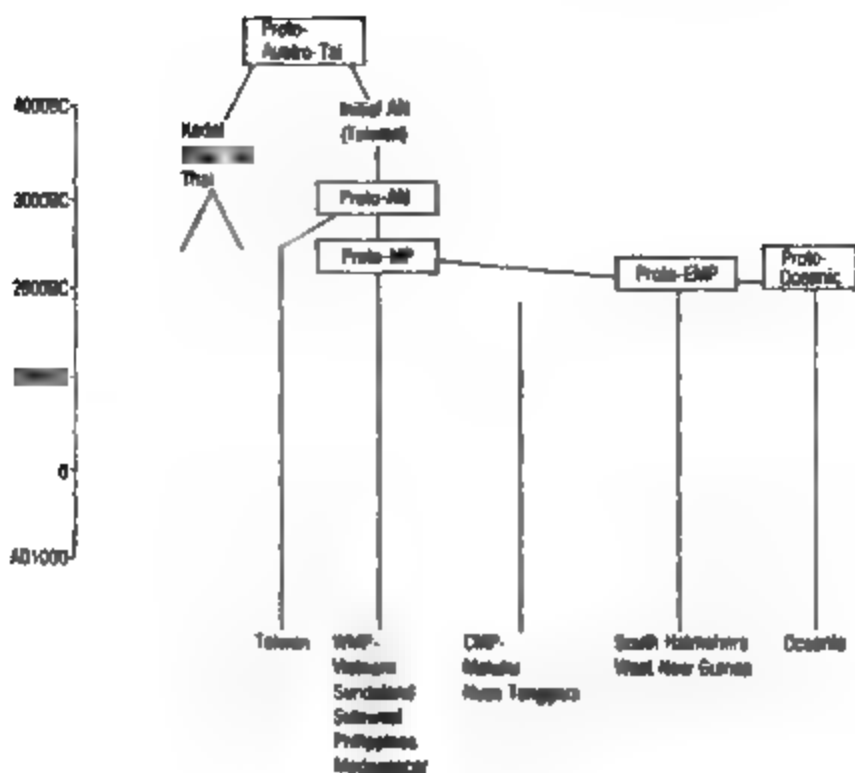 Proto-
Austro-Tai
4000BC
Kadai
Initial AN
(Taiwan)
Thai
3000BC
Proto-AN
Proto-MP
Proto-EMP
Proto-
Oceanic
2000BC
0
AD1000
Taiwan
WMP-
Vietnam
Sundaland
Sulawesi
Philippines
Madagascar
CMP-
Maluku
Nusa Tenggara
South Halmahera
West New Guinea
Oceania